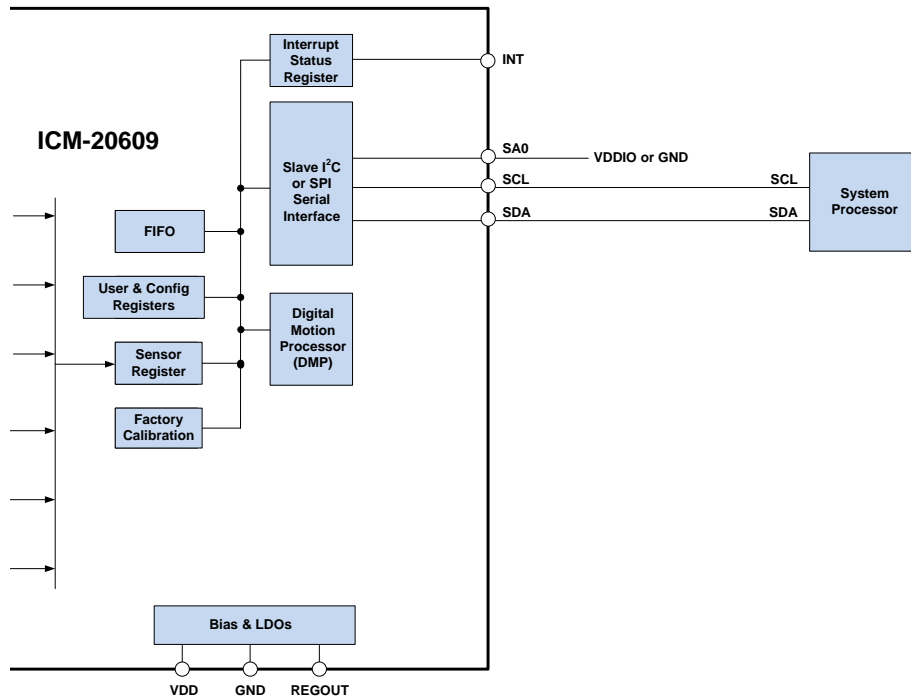 Interrupt
Status
Register
INT
ICM-20609
Slave I²C
or SPI
Serial
Interface
SA0
VDDIO or GND
SCL
SCL
SDA
SDA
System
Processor
FIFO
User & Config
Registers
Digital
Motion
Processor
(DMP)
Sensor
Register
Factory
Calibration
Bias & LDOs
VDD
GND
REGOUT